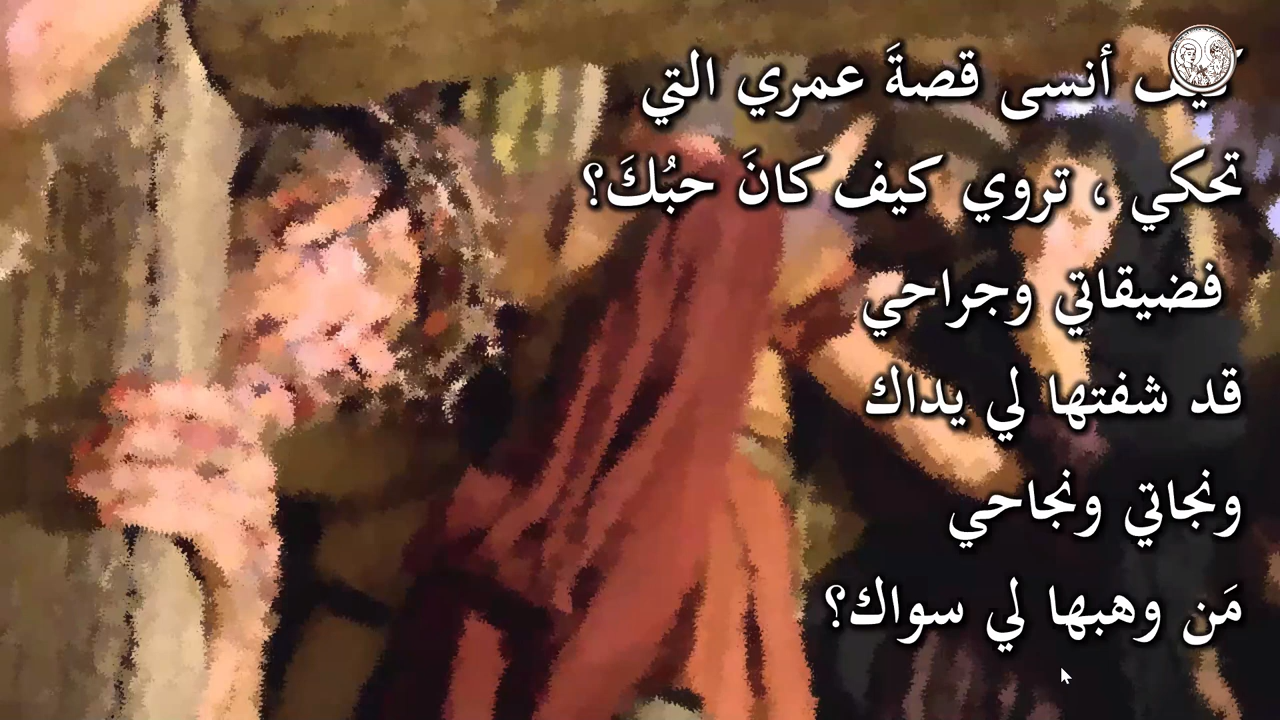 كيف أنسى قصةَ عمري التي
تحكي ، تروي كيف كانَ حبُكَ؟
فضيقاتي وجراحي
قد شفتها لي يداك
ونجاتي ونجاحي
مَن وهبها لي سواك؟